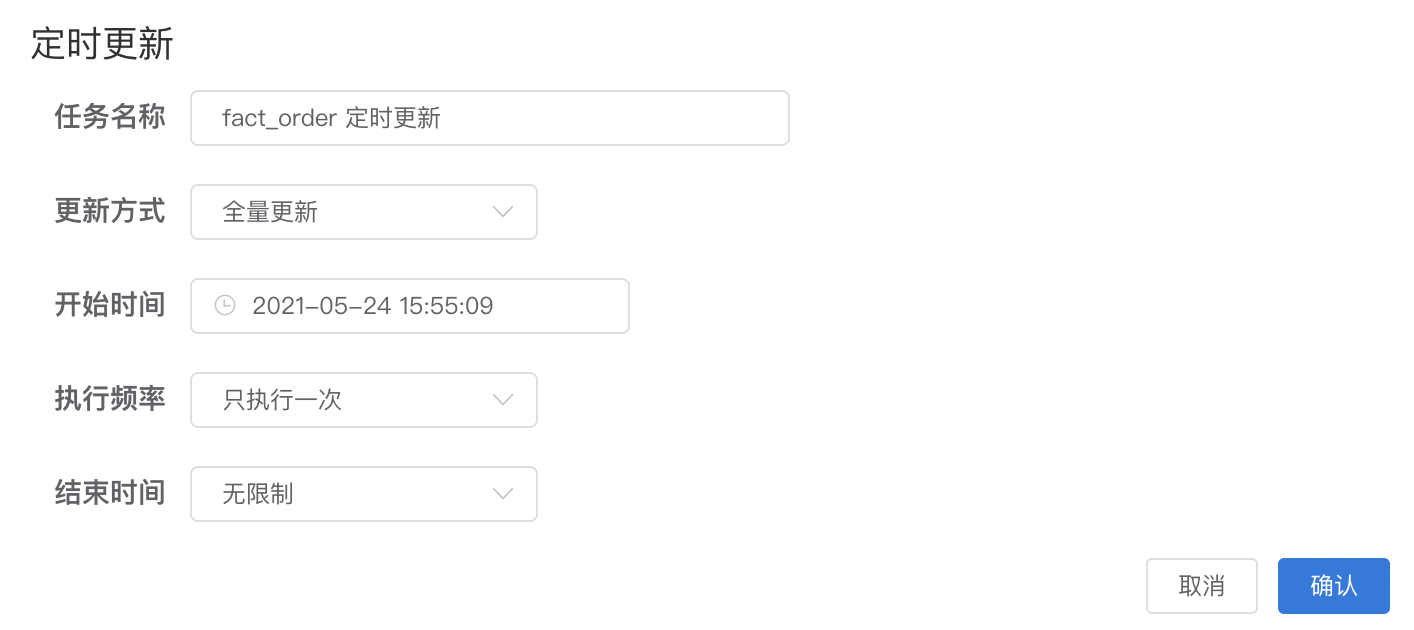 定时更新
任务名称 fact_order 定时更新
更新方式 全量更新
开始时间 2021-05-24 15:55:09
执行频率 只执行一次
结束时间 无限制
取消 确认